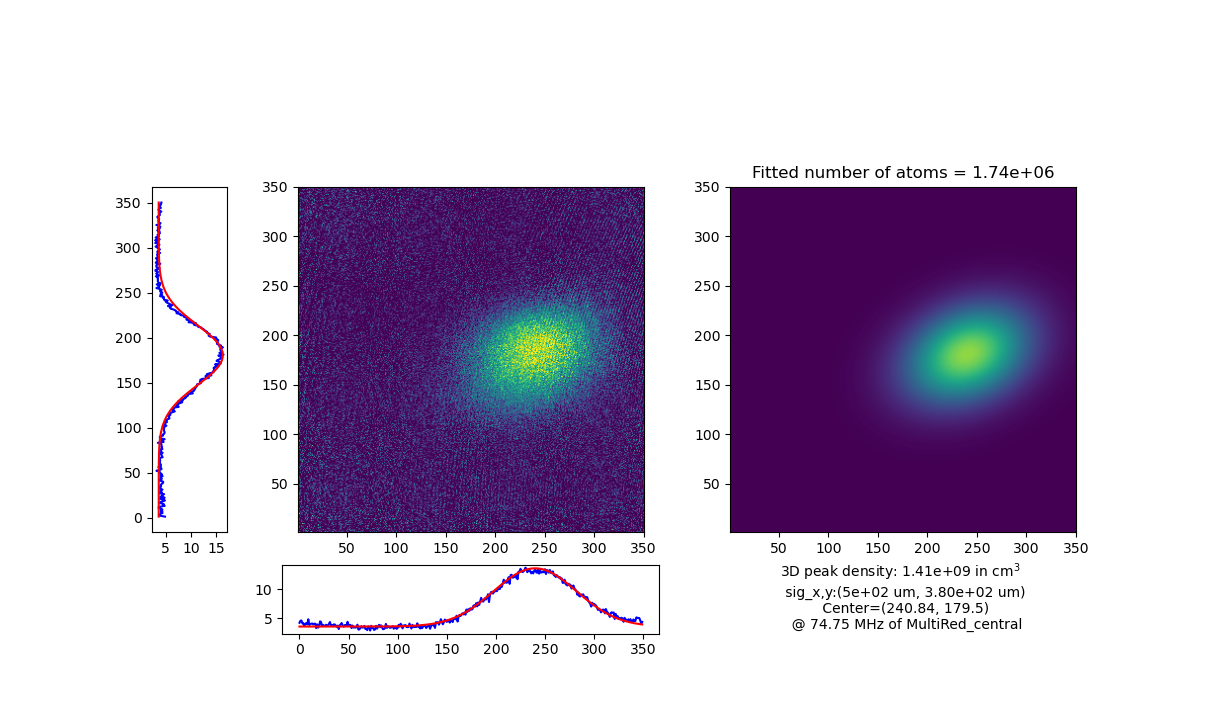 Fitted number of atoms = 1.74e+06
350
300
250
200
150
100
50
0
5 10 15
350
300
250
200
150
100
50
50 100 150 200 250 300 350
350
300
250
200
150
100
50
50 100 150 200 250 300 350
10
5
0 50 100 150 200 250 300 350
3D peak density: 1.41e+09 in cm³
sig_x,y:(5e+02 um, 3.80e+02 um)
Center=(240.84, 179.5)
@ 74.75 MHz of MultiRed_central